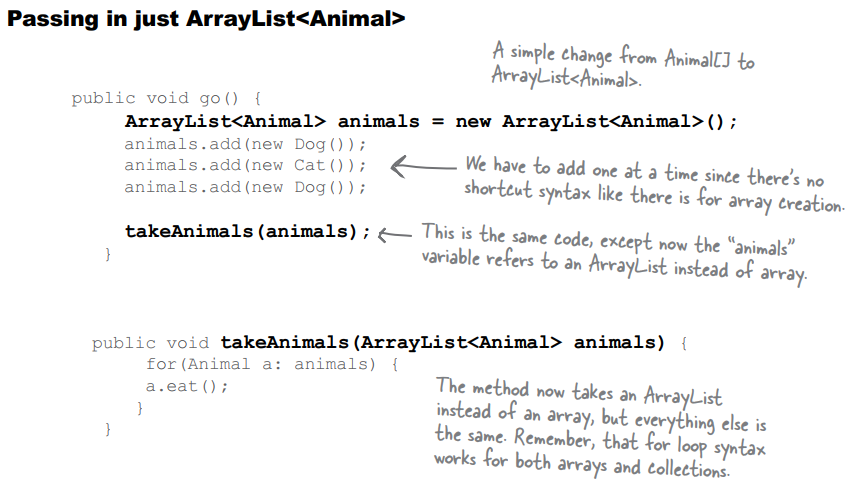 Passing in just ArrayList<Animal>
A simple change from Animal[] to
ArrayList<Animal>.
public void go() {
ArrayList<Animal> animals = new ArrayList<Animal>();
animals.add(new Dog());
animals.add(new Cat());
animals.add(new Dog());
We have to add one at a time since there's no
shortcut syntax like there is for array creation.
takeAnimals(animals);
This is the same code, except now the "animals"
variable refers to an ArrayList instead of array.
}
public void takeAnimals(ArrayList<Animal> animals) {
for(Animal a: animals) {
a.eat();
}
}
The method now takes an ArrayList
instead of an array, but everything else is
the same. Remember, that for loop syntax
works for both arrays and collections.